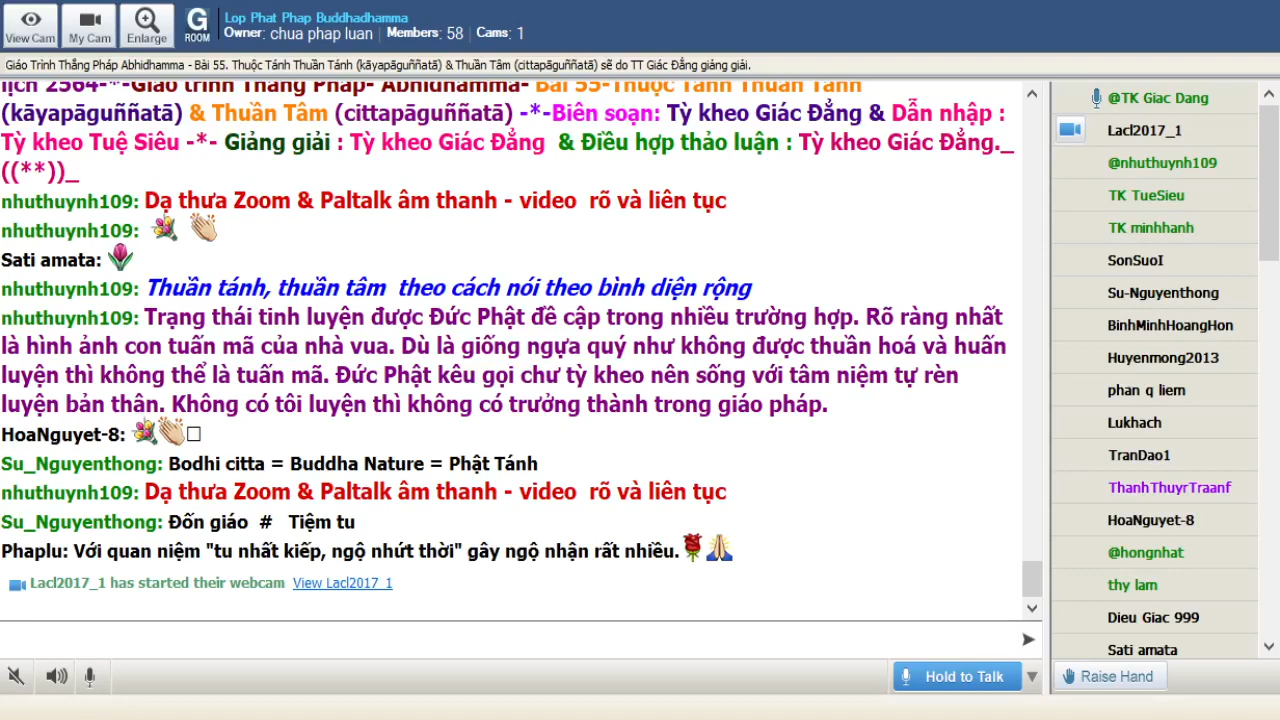 View Cam
My Cam
Enlarge
G
ROOM
Lop Phat Phap Buddhadhamma
Owner: chua phap luan | Members: 58 | Cams: 1
Giáo Trình Thắng Pháp Abhidhamma - Bài 55. Thuộc Tánh Thuần Tánh (kāyapāguññatā) & Thuần Tâm (cittapāguññatā) sẽ do TT Giác Đẳng giảng giải.
lịch 2564-*-Giáo trình Thắng Pháp- Abhidhamma- Bài 55-Thuộc Tánh Thuần Tánh
(kāyapāguññatā) & Thuần Tâm (cittapāguññatā) -*-Biên soạn: Tỳ kheo Giác Đẳng & Dẫn nhập :
Tỳ kheo Tuệ Siêu -*- Giảng giải : Tỳ kheo Giác Đẳng & Điều hợp thảo luận : Tỳ kheo Giác Đẳng._
((**))_
nhuthuynh109: Dạ thưa Zoom & Paltalk âm thanh - video rõ và liên tục
nhuthuynh109:
Sati amata:
nhuthuynh109: Thuần tánh, thuần tâm theo cách nói theo bình diện rộng
nhuthuynh109: Trạng thái tinh luyện được Đức Phật đề cập trong nhiều trường hợp. Rõ ràng nhất
là hình ảnh con tuấn mã của nhà vua. Dù là giống ngựa quý như không được thuần hoá và huấn
luyện thì không thể là tuấn mã. Đức Phật kêu gọi chư tỳ kheo nên sống với tâm niệm tự rèn
luyện bản thân. Không có tôi luyện thì không có trưởng thành trong giáo pháp.
HoaNguyet-8:
Su_Nguyenthong: Bodhi citta = Buddha Nature = Phật Tánh
nhuthuynh109: Dạ thưa Zoom & Paltalk âm thanh - video rõ và liên tục
Su_Nguyenthong: Đốn giáo # Tiệm tu
Phaplu: Với quan niệm "tu nhất kiếp, ngộ nhứt thời" gây ngộ nhận rất nhiều.
Lacl2017_1 has started their webcam View Lacl2017_1
Hold to Talk
@TK Giac Dang
Lacl2017_1
@nhuthuynh109
TK TueSieu
TK minhhanh
SonSuoI
Su-Nguyenthong
BinhMinhHoangHon
Huyenmong2013
phan q liem
Lukhach
TranDao1
ThanhThuyrTraanf
HoaNguyet-8
@hongnhat
thy lam
Dieu Giac 999
Sati amata
Raise Hand